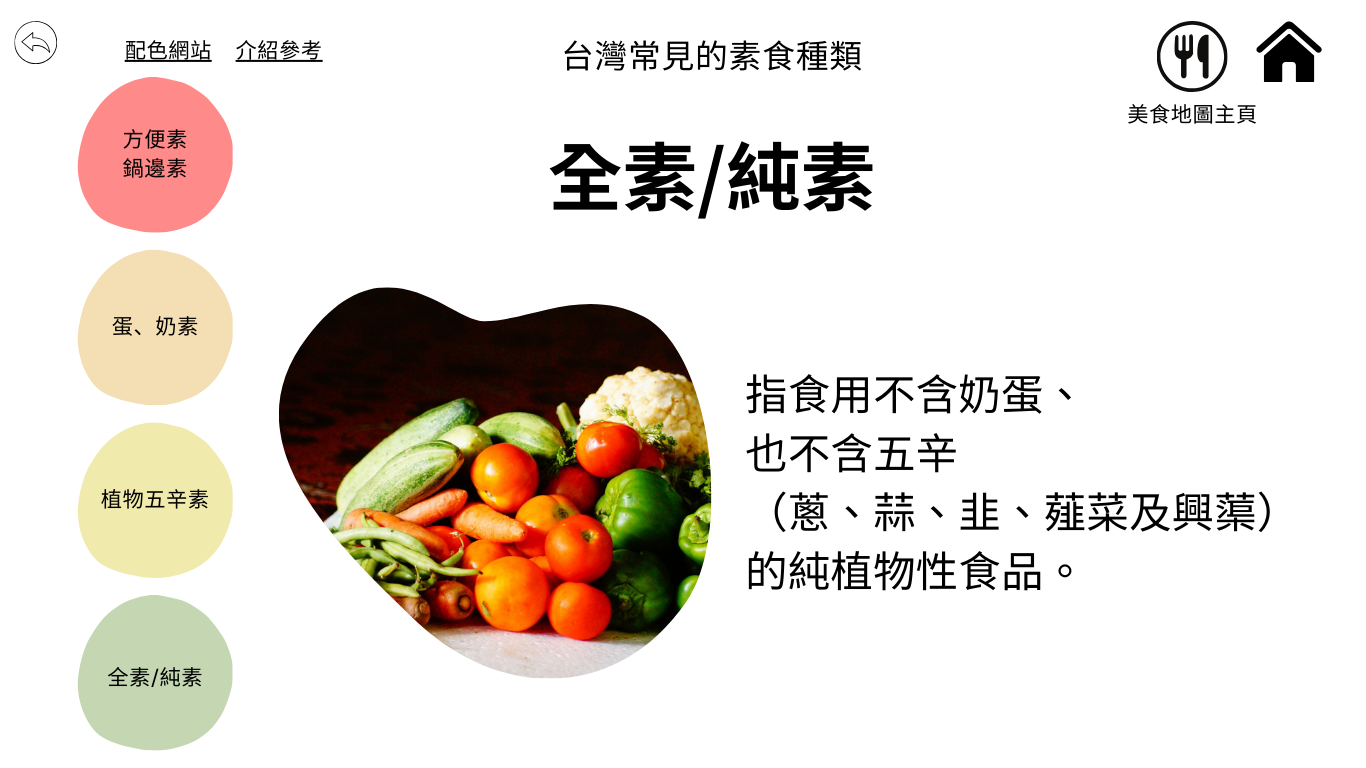 配色網站 介紹參考
台灣常見的素食種類
美食地圖主頁
方便素
鍋邊素
蛋、奶素
植物五辛素
全素/純素
全素/純素
指食用不含奶蛋、
也不含五辛
（蔥、蒜、韭、薤菜及興蕖）
的純植物性食品。